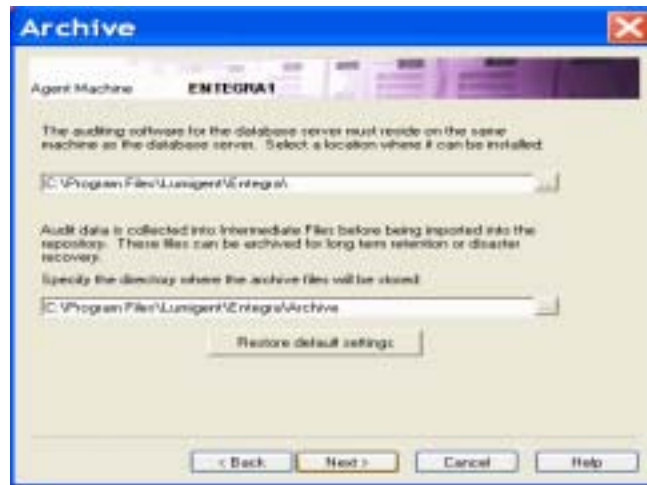 Archive
Agent Machine ENTEGRA1
The auditing software for the database server must reside on the same
machine as the database server. Select a location where it can be installed.
C:\Program Files\Lumigent\Entegra\
...
Audit data is collected into Intermediate Files before being imported into the
repository. These files can be archived for long term retention or disaster
recovery.
Specify the directory where the archive files will be stored:
C:\Program Files\Lumigent\Entegra\Archive
...
Restore default settings
< Back Next > Cancel Help